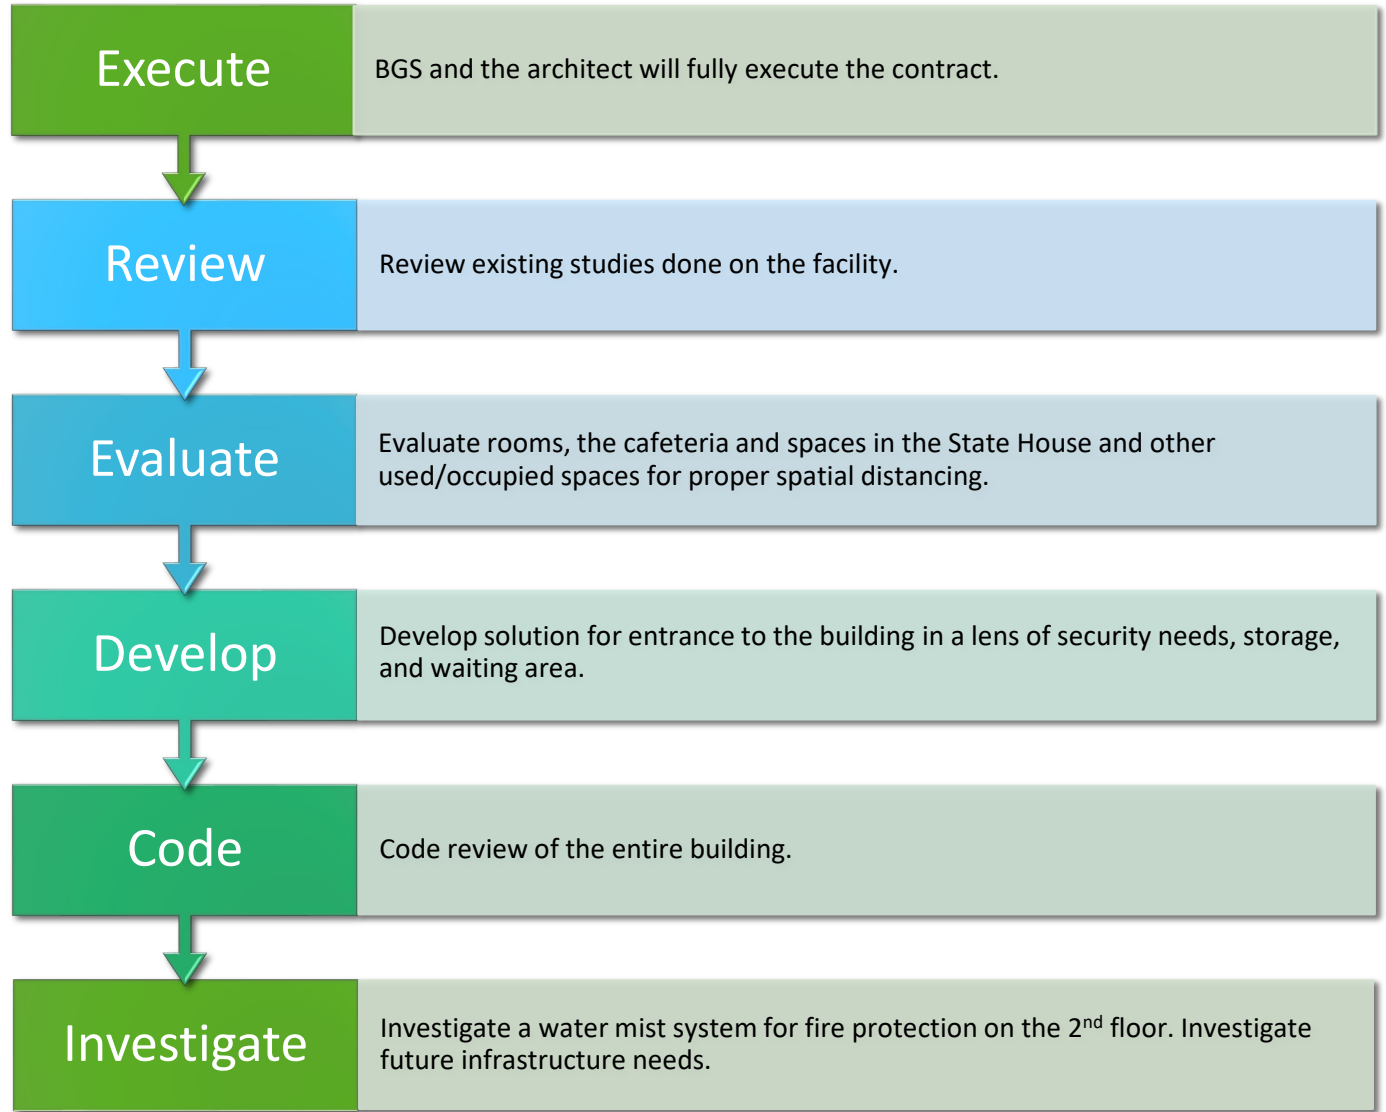 Execute
BGS and the architect will fully execute the contract.
Review
Review existing studies done on the facility.
Evaluate
Evaluate rooms, the cafeteria and spaces in the State House and other
used/occupied spaces for proper spatial distancing.
Develop
Develop solution for entrance to the building in a lens of security needs, storage,
and waiting area.
Code
Code review of the entire building.
Investigate
Investigate a water mist system for fire protection on the 2nd floor. Investigate
future infrastructure needs.